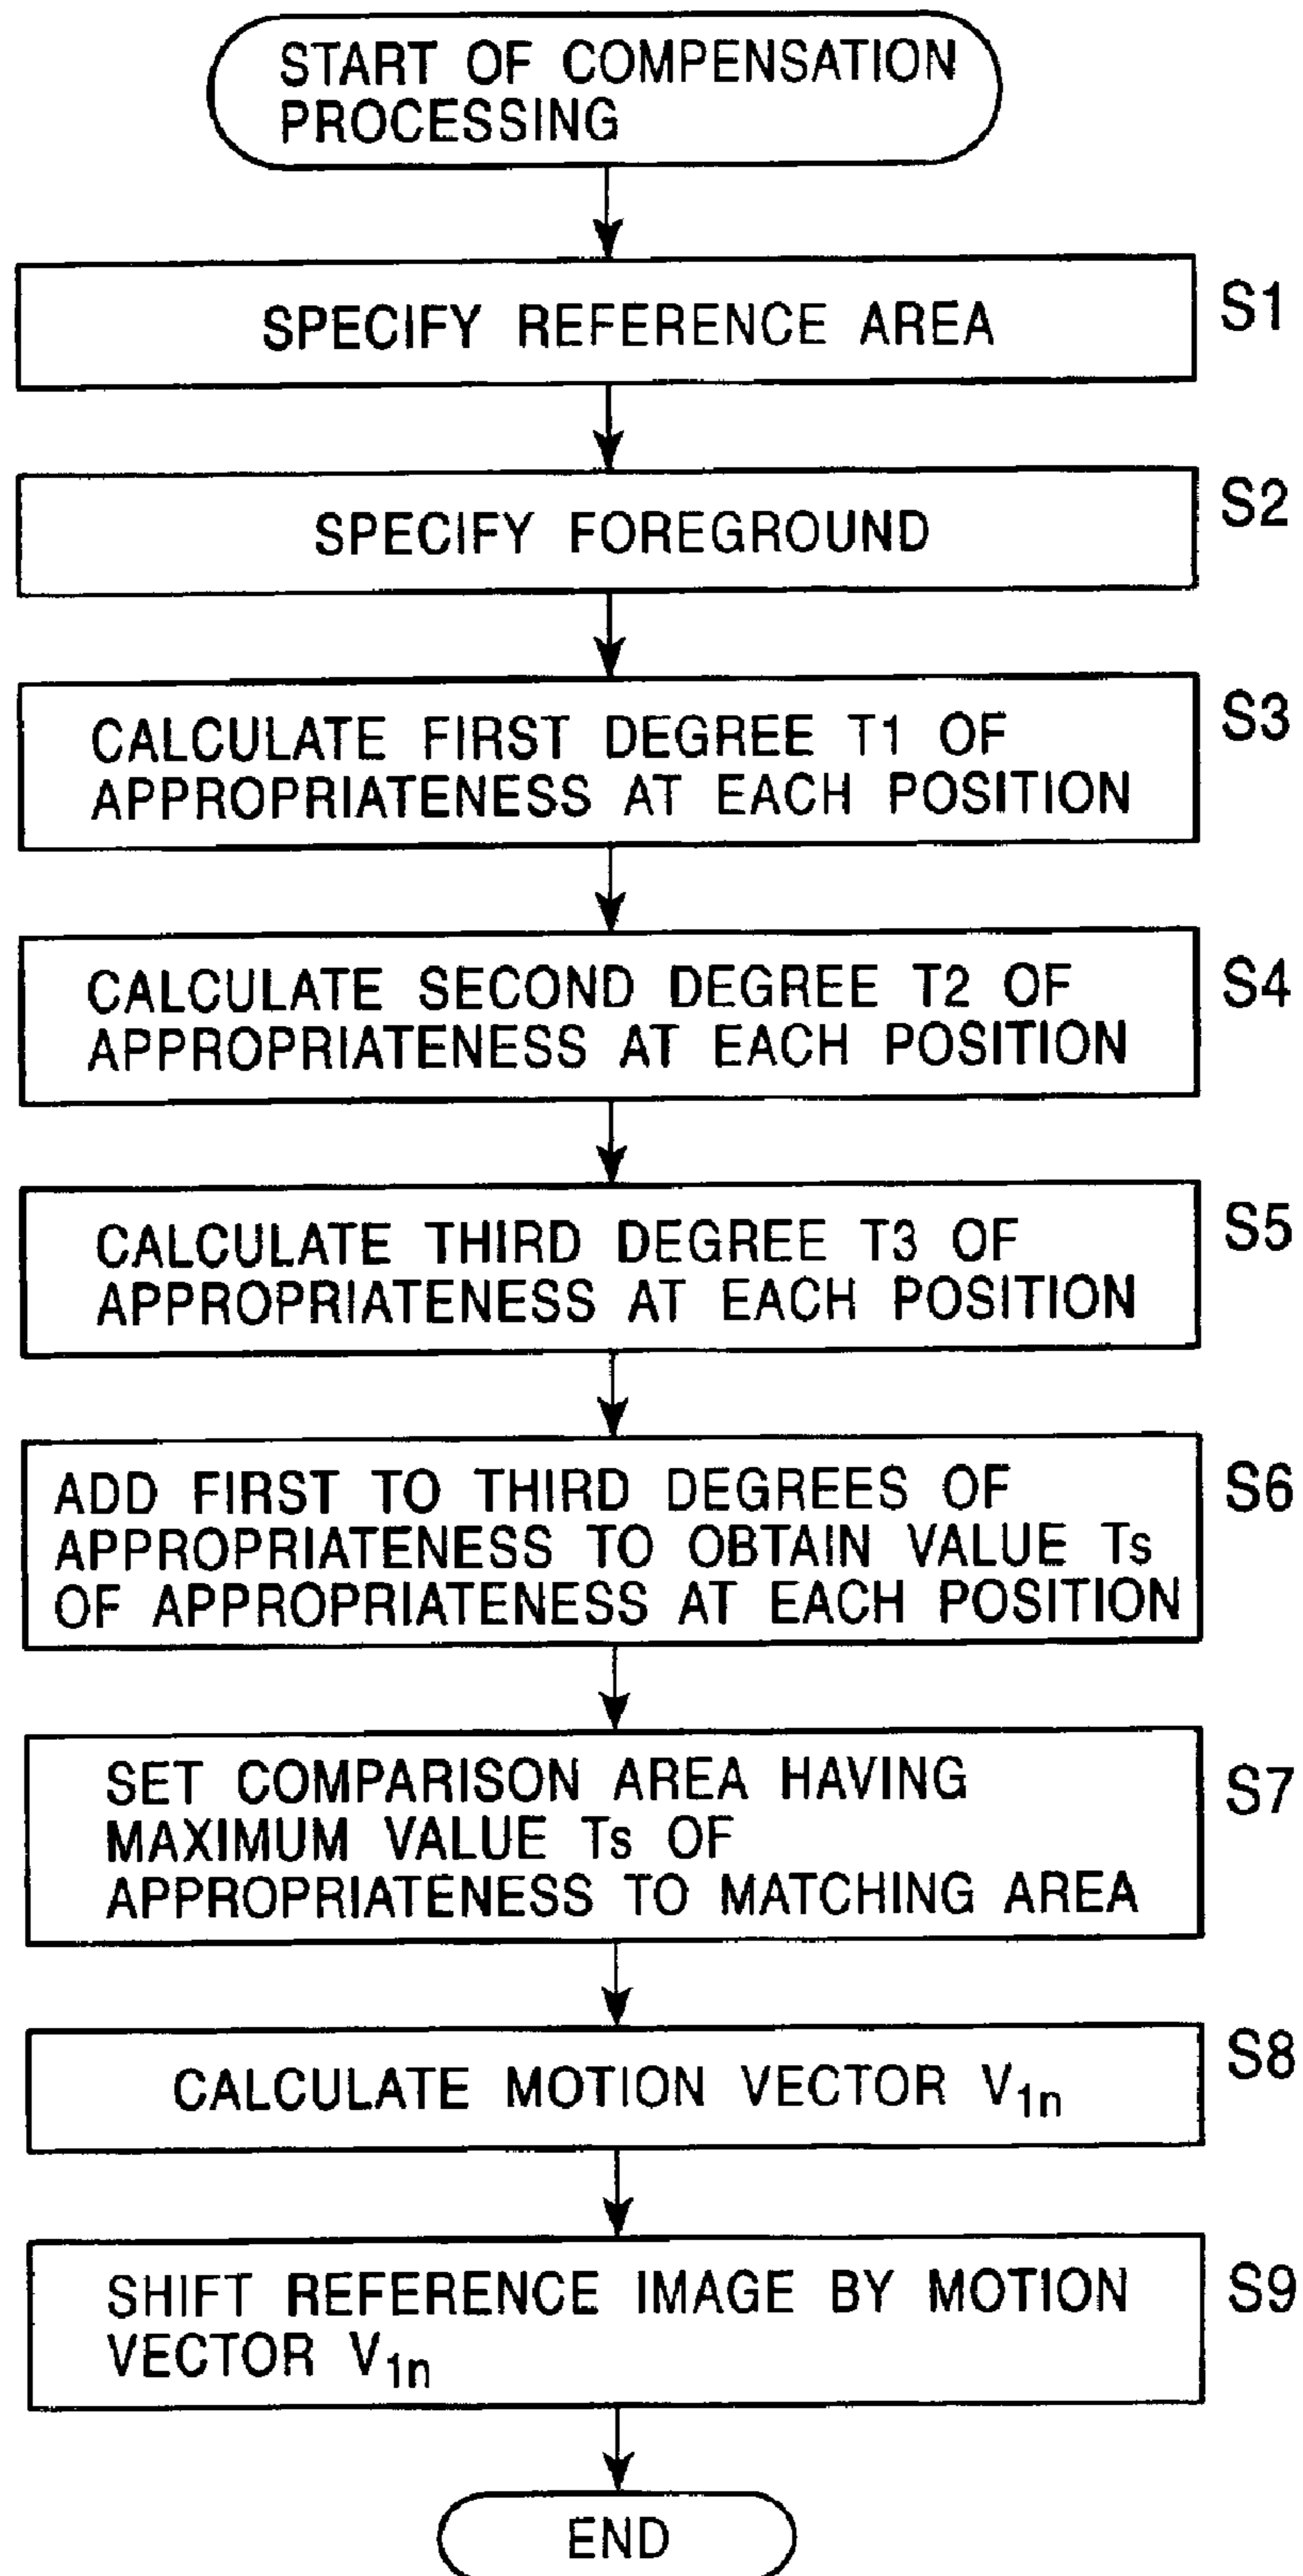 START OF COMPENSATION
PROCESSING
SPECIFY REFERENCE AREA
S1
SPECIFY FOREGROUND
S2
CALCULATE FIRST DEGREE T1 OF
APPROPRIATENESS AT EACH POSITION
S3
CALCULATE SECOND DEGREE T2 OF
APPROPRIATENESS AT EACH POSITION
S4
CALCULATE THIRD DEGREE T3 OF
APPROPRIATENESS AT EACH POSITION
S5
ADD FIRST TO THIRD DEGREES OF
APPROPRIATENESS TO OBTAIN VALUE Ts
OF APPROPRIATENESS AT EACH POSITION
S6
SET COMPARISON AREA HAVING
MAXIMUM VALUE Ts OF
APPROPRIATENESS TO MATCHING AREA
S7
CALCULATE MOTION VECTOR V1n
S8
SHIFT REFERENCE IMAGE BY MOTION
VECTOR V1n
S9
END